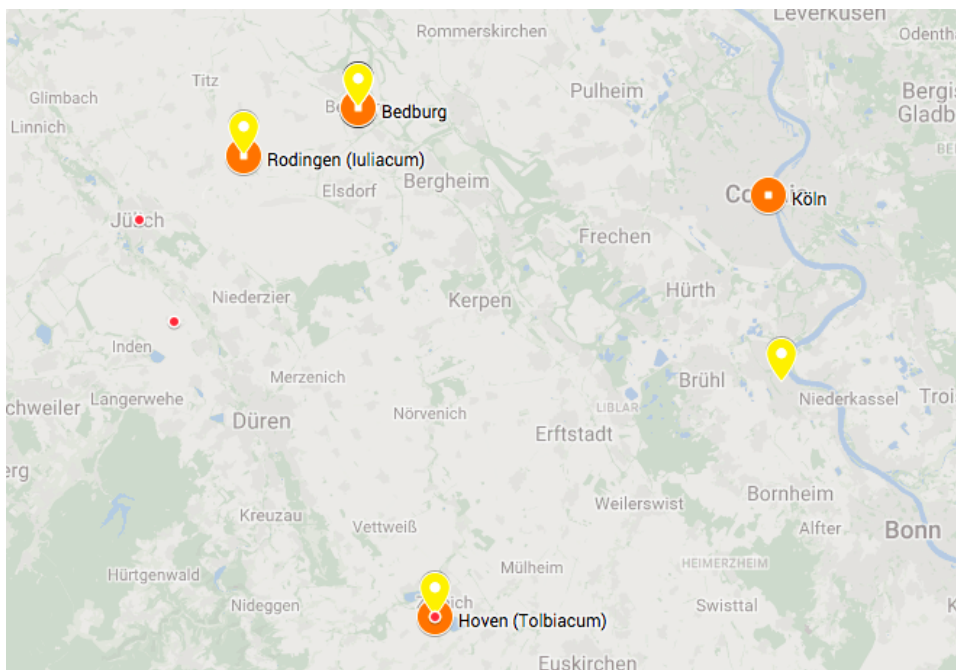 Leverkusen
Rommerskirchen
Odentha
Titz
Pulheim
Glimbach
Bergis
Gladb
Linnich
Bedburg
Rodingen (Iuliacum)
Bergheim
Elsdorf
Köln
Jülich
Frechen
Niederzier
Kerpen
Hürth
Inden
Merzenich
Brühl
Langerwehe
chweiler
Niederkassel
Troi
LIBLAR
Nörvenich
Düren
Erftstadt
erg
Bornheim
Weilerswist
Kreuzau
Vettweiß
Alfter
Bonn
HEIMERZHEIM
Mülheim
Hürtgenwald
Nideggen
Swisttal
K
Hoven (Tolbiacum)
Euskirchen